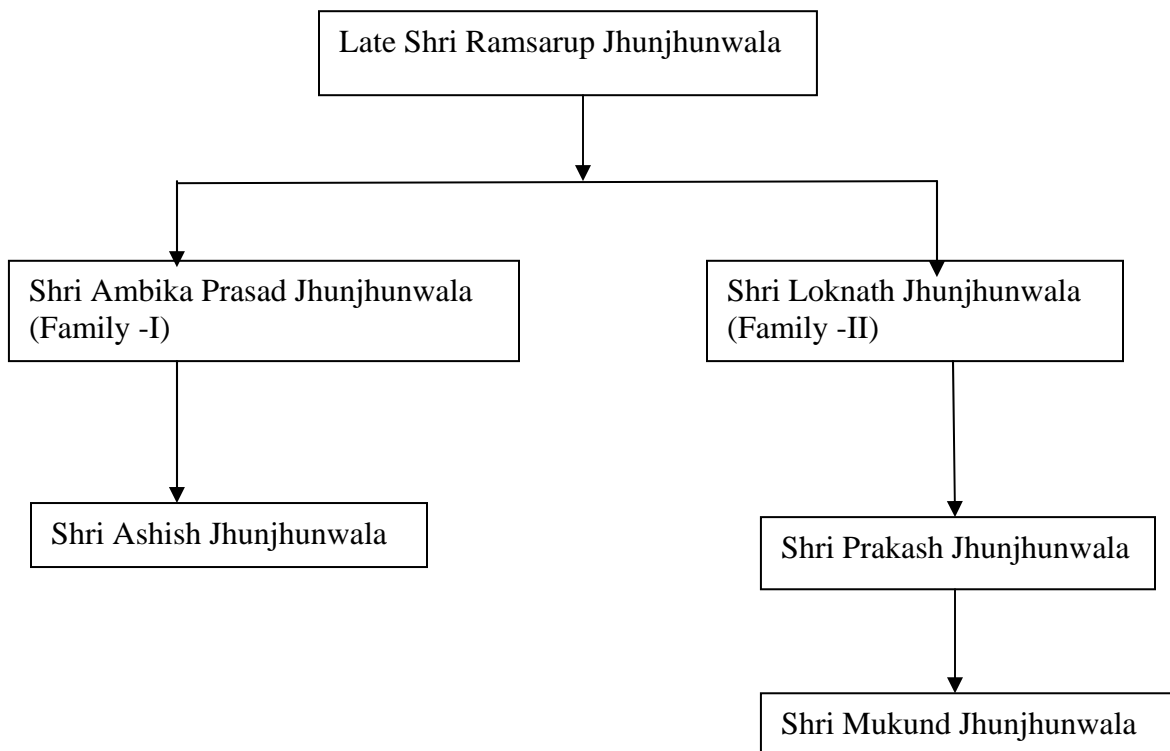 Late Shri Ramsarup Jhunjhunwala
Shri Ambika Prasad Jhunjhunwala
(Family -I)
Shri Loknath Jhunjhunwala
(Family -II)
Shri Ashish Jhunjhunwala
Shri Prakash Jhunjhunwala
Shri Mukund Jhunjhunwala